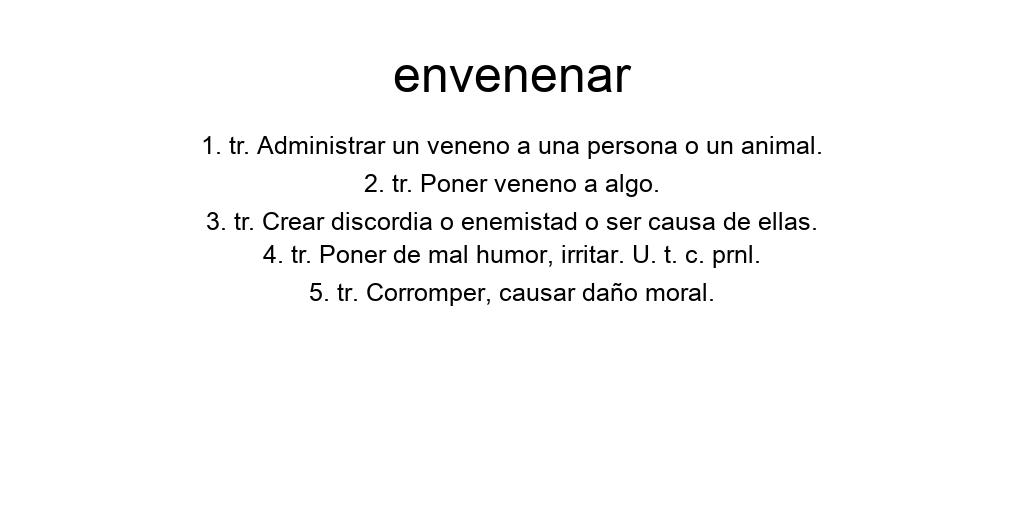 envenenar
1. tr. Administrar un veneno a una persona o un animal.
2. tr. Poner veneno a algo.
3. tr. Crear discordia o enemistad o ser causa de ellas.
4. tr. Poner de mal humor, irritar. U. t. c. prnl.
5. tr. Corromper, causar daño moral.